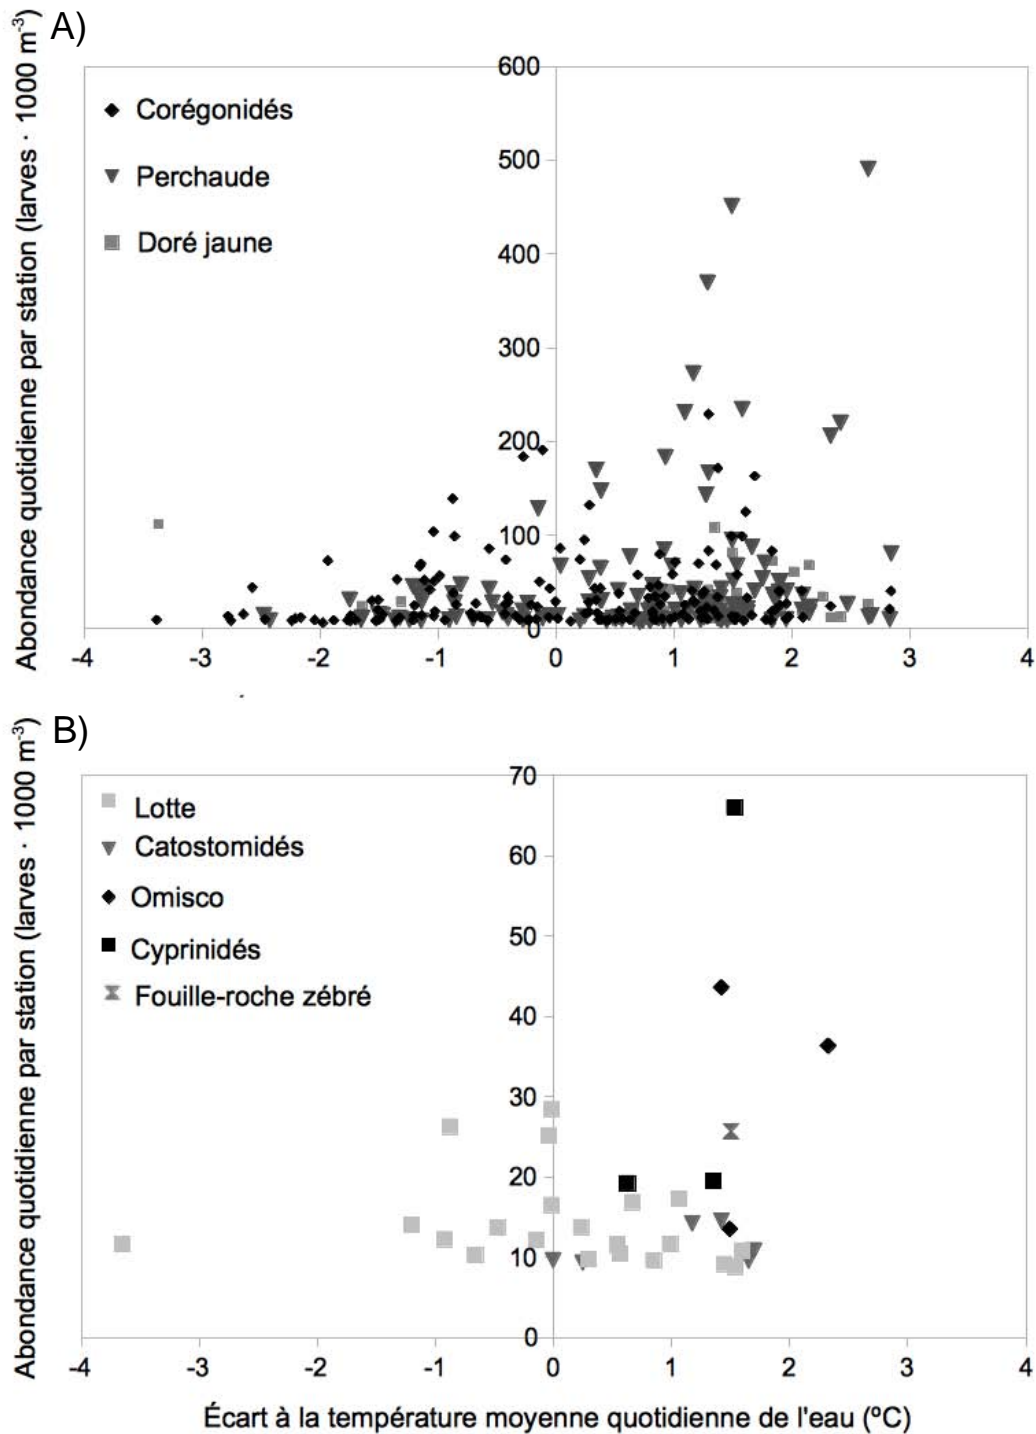 A)
Abondance quotidienne par station (larves · 1000 m-3)
600
500
400
300
200
100
0
Corégonidés
Perchaude
Doré jaune
-4 -3 -2 -1 0 1 2 3 4
B)
Abondance quotidienne par station (larves · 1000 m-3)
70
60
50
40
30
20
10
0
Lotte
Catostomidés
Omisco
Cyprinidés
Fouille-roche zébré
-4 -3 -2 -1 0 1 2 3 4
Écart à la température moyenne quotidienne de l'eau (ºC)